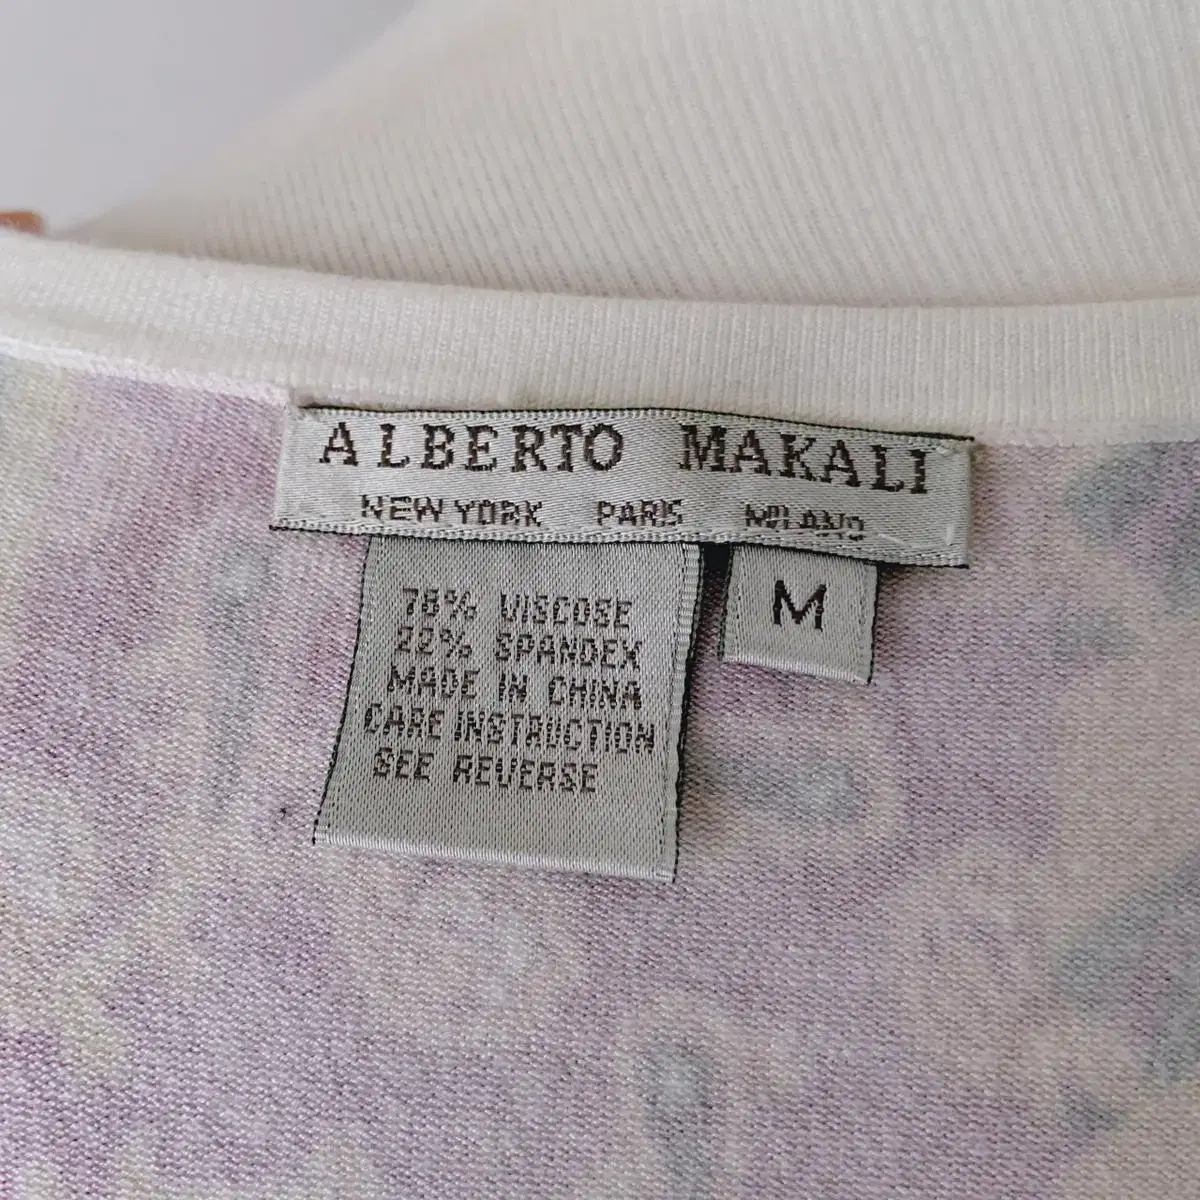 ALBERTO MAKALI
NEW YORK PARIS MILANO
78% VISCOSE
22% SPANDEX
MADE IN CHINA
CARE INSTRUCTION
SEE REVERSE
M